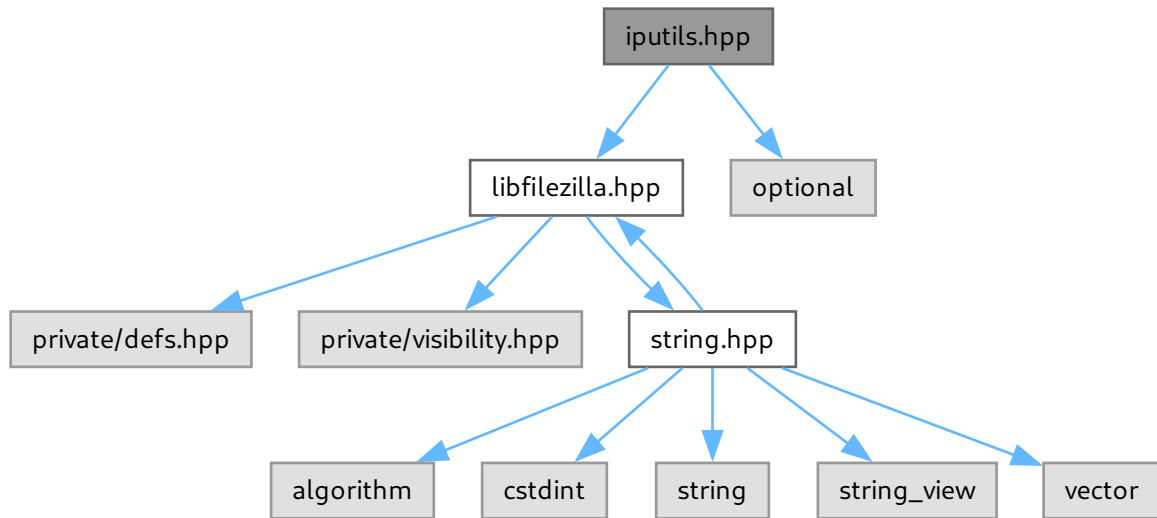 iputils.hpp
libfilezilla.hpp
optional
private/defs.hpp
private/visibility.hpp
string.hpp
algorithm
cstdint
string
string_view
vector